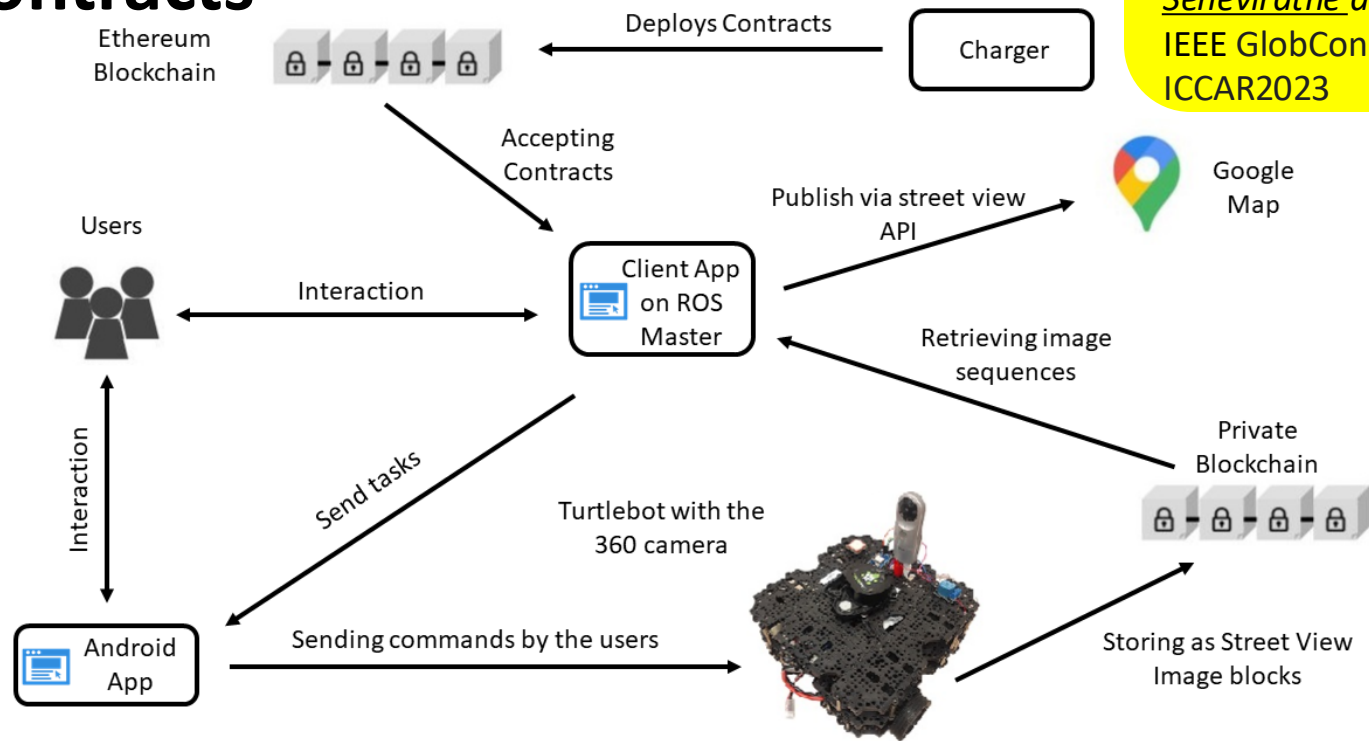 ontracts
Seneviratne
IEEE GlobCon
ICCAR2023
Ethereum
Blockchain
Deploys Contracts
Charger
Accepting
Contracts
Publish via street view
API
Google
Map
Users
Interaction
Client App
on ROS
Master
Retrieving image
sequences
Interaction
Send tasks
Private
Blockchain
Turtlebot with the
360 camera
Android
App
Sending commands by the users
Storing as Street View
Image blocks